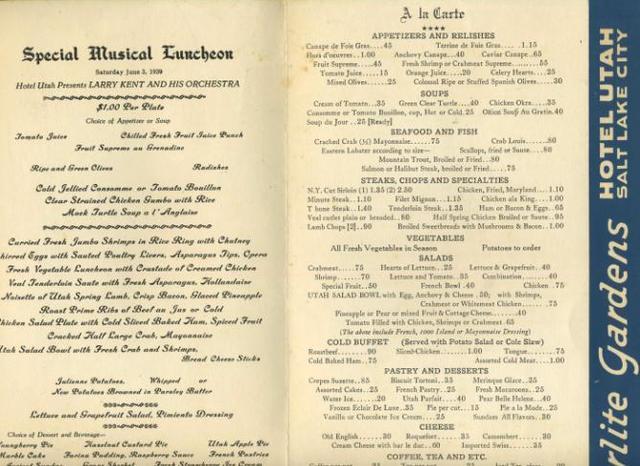 Special Musical Luncheon
Saturday June 3, 1939
Hotel Utah Presents LARRY KENT AND HIS ORCHESTRA
$1.00 Per Plate
Choice of Appetizer or Soup
Tomato Juice Chilled Fresh Fruit Juice Punch
Fruit Supreme au Grenadine
Ripe and Green Olives Radishes
Cold Jellied Consomme or Tomato Bouillon
Clear Strained Chicken Gumbo with Rice
Mock Turtle Soup a l'Anglaise
Curried Fresh Jumbo Shrimps in Rice Ring with Chutney
hirred Eggs with Sauted Poultry Livers, Asparagus Tips, Opera
Fresh Vegetable Luncheon with Croustade of Creamed Chicken
Veal Tenderloin Saute with Fresh Asparagus, Hollandaise
Noisette of Utah Spring Lamb, Crisp Bacon, Glaced Pineapple
Roast Prime Ribs of Beef au Jus or Cold
hicken Salad Plate with Cold Sliced Baked Ham, Spiced Fruit
Cracked Half Large Crab, Mayonnaise
tah Salad Bowl with Fresh Crab and Shrimps,
Bread Cheese Sticks
Julienne Potatoes, Whipped or
New Potatoes Browned in Parsley Butter
Lettuce and Grapefruit Salad, Pimiento Dressing
Choice of Dessert and Beverage—
oungberry Pie Hazelnut Custard Pie Utah Apple Pie
arble Cake Farina Pudding, Raspberry Sauce French Pastries
A la Carte
****
APPETIZERS AND RELISHES
Canape de Foie Gras....45 Terrine de Foie Gras....1.15
Hors d'oeuvres..1.00 Anchovy Canape..40 Caviar Canape..65
Fruit Supreme....45 Fresh Shrimp or Crabmeat Supreme......55
Tomato Juice......15 Orange Juice..20 Celery Hearts....25
Mixed Olives......25 Colossal Ripe or Stuffed Spanish Olives......30
SOUPS
Cream of Tomato..35 Green Clear Turtle....40 Chicken Okra....35
Consomme or Tomato Bouillon, cup, Hot or Cold.25 Onion Soup Au Gratin.40
Soup du Jour ..25 [Ready]
SEAFOOD AND FISH
Cracked Crab (½) Mayonnaise......75 Crab Louis........80
Eastern Lobster according to size— Scallops, fried or Saute....80
Mountain Trout, Broiled or Fried...80
Salmon or Halibut Steak, broiled or Fried....75
STEAKS, CHOPS AND SPECIALTIES
N.Y. Cut Sirloin (1) 1.35 (2) 2.50 Chicken, Fried, Maryland....1.10
Minute Steak..1.10 Filet Mignon....1.15 Chicken ala King....1.00
T bone Steak..1.40 Tenderloin Steak..1.35 Ham or Bacon & Eggs..65
Veal cutlet plain or breaded...80 Half Spring Chicken Broiled or Saute..95
Lamb Chops [2]..90 Broiled Sweetbreads with Mushrooms & Bacon..1.00
VEGETABLES
All Fresh Vegetables in Season Potatoes to order
SALADS
Crabmeat....75 Hearts of Lettuce...25 Lettuce & Grapefruit..40
Shrimp......70 Lettuce and Tomato..35 Combination....40
Special Fruit...50 French Bowl .40 Chicken ....75
UTAH SALAD BOWL with Egg, Anchovy & Cheese .50; with Shrimps,
Crabmeat or Whitemeat Chicken .75
Pineapple or Pear or mixed Fruit & Cottage Cheese......40
Tomato Filled with Chicken, Shrimps or Crabmeat .65
(The above include French, 1000 Island or Mayonnaise Dressing)
COLD BUFFET (Served with Potato Salad or Cole Slaw)
Roastbeef......90 Sliced Chicken......1.00 Tongue......75
Cold Baked Ham..75 Assorted Cold Meat....1.00
PASTRY AND DESSERTS
Crepes Suzette....85 Biscuit Tortoni..35 Meringue Glace..25
Assorted Cakes...25 French Pastry..15 Fresh Macaroons..25
Water Ice......20 Utah Parfait....40 Pear Belle Helene..40
Frozen Eclair De Luxe .35 Pie per cut....15 Pie a la Mode..25
Vanilla or Chocolate Ice Cream....25 Sundaes All Flavors..30
CHEESE
Old English......30 Roquefort......35 Camembert......30
Cream Cheese with bar le duc....35 Imported Swiss....35
COFFEE, TEA AND ETC.
rlite Gardens
HOTEL UTAH
SALT LAKE CITY